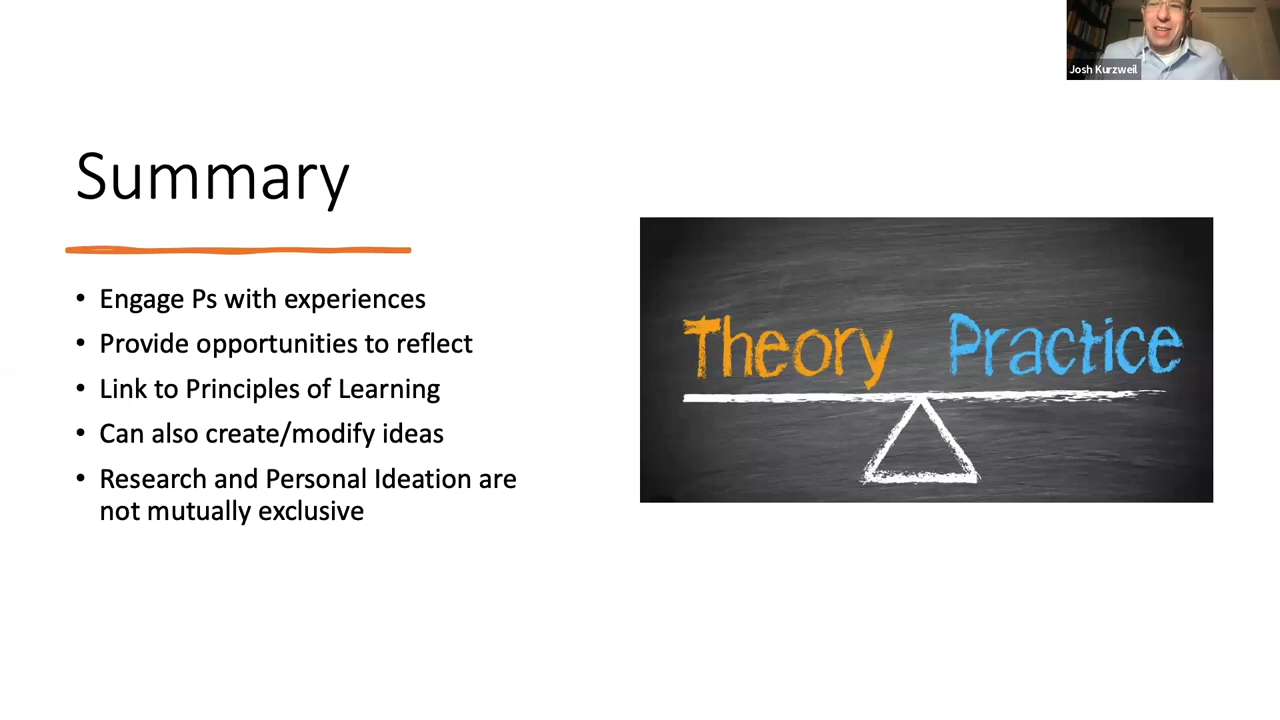 Josh Kurzweil
Summary
• Engage Ps with experiences
• Provide opportunities to reflect
• Link to Principles of Learning
• Can also create/modify ideas
• Research and Personal Ideation are
not mutually exclusive
Theory Practice